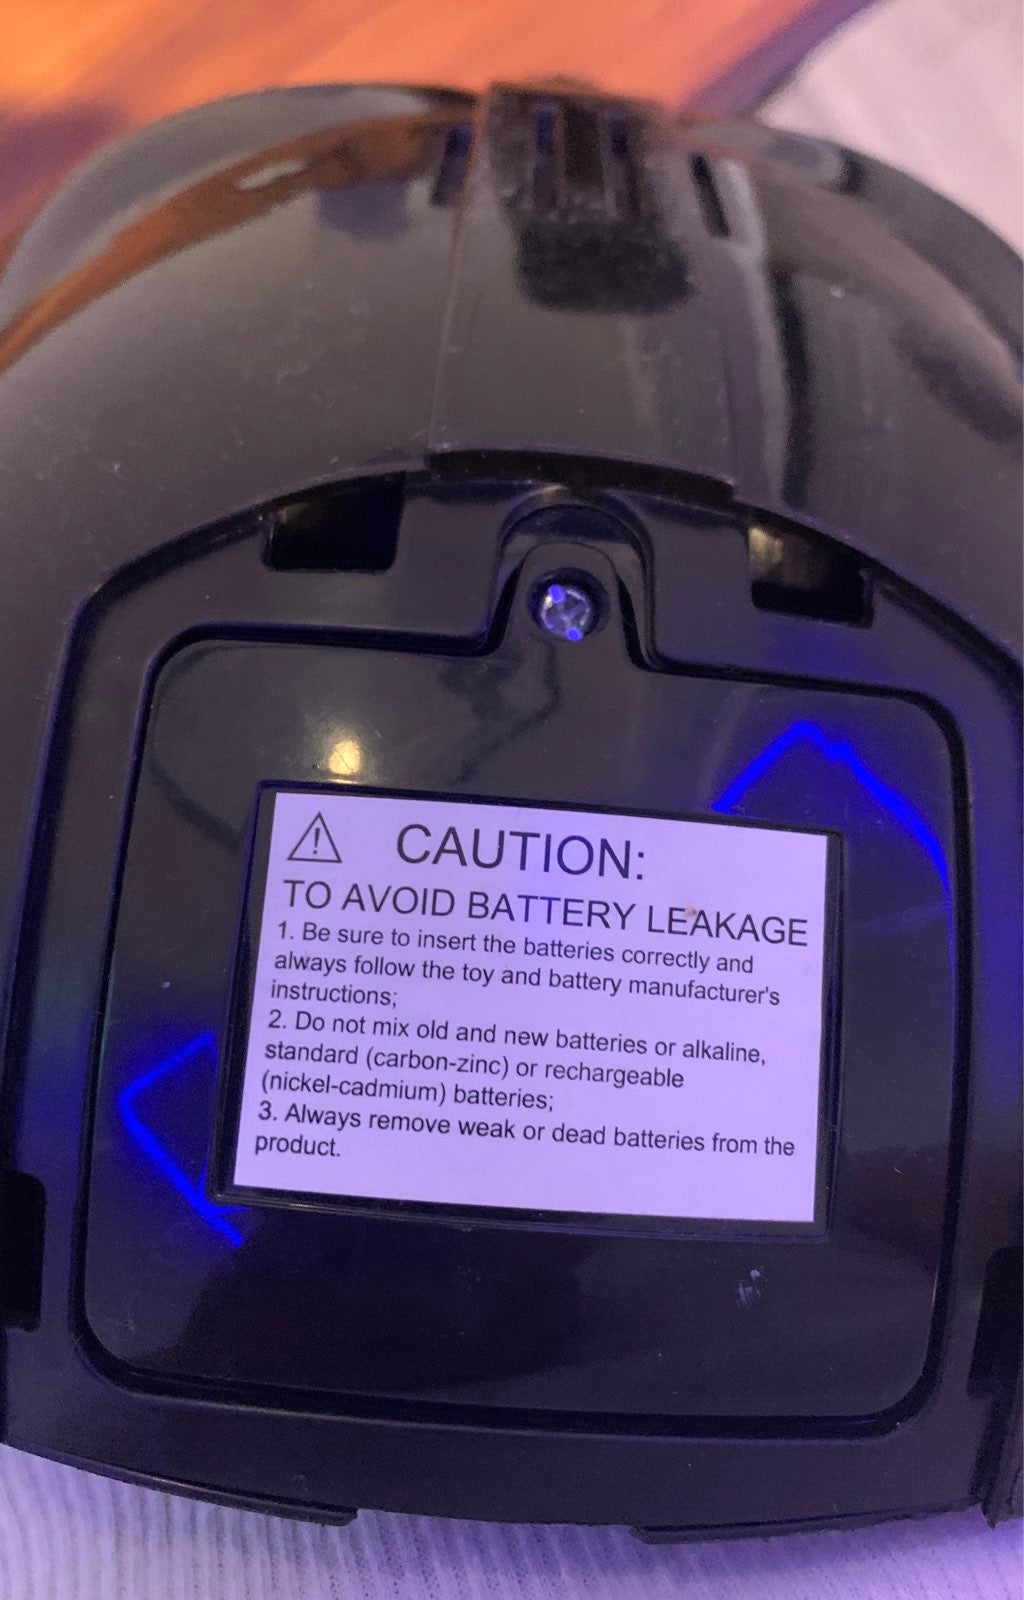 CAUTION:
TO AVOID BATTERY LEAKAGE
1. Be sure to insert the batteries correctly and
always follow the toy and battery manufacturer's
instructions;
2. Do not mix old and new batteries or alkaline,
standard (carbon-zinc) or rechargeable
(nickel-cadmium) batteries;
3. Always remove weak or dead batteries from the
product.